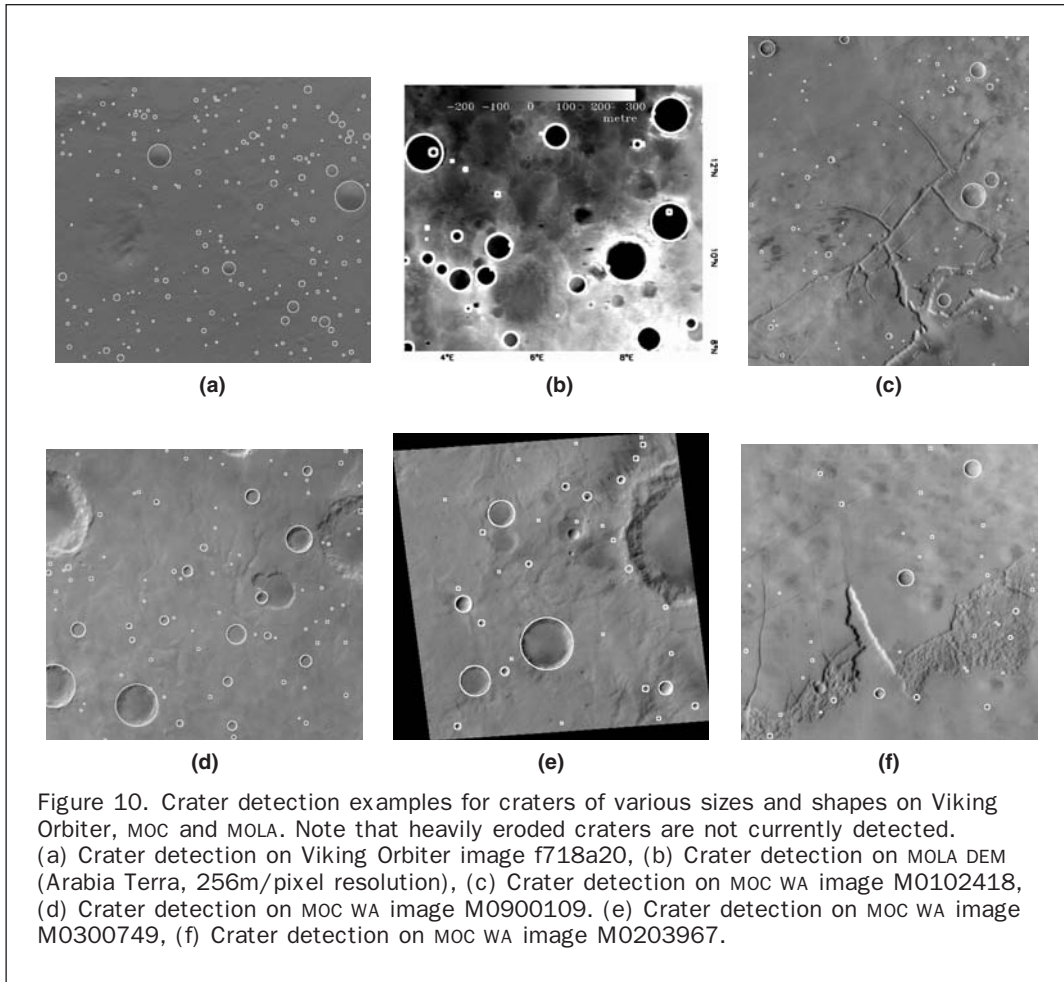 (a)
-200 -100 0 100 200 300
metre
12°N
10°N
8°N
4°E 6°E 8°E
(b)
(c)
(d)
(e)
(f)
Figure 10. Crater detection examples for craters of various sizes and shapes on Viking
Orbiter, MOC and MOLA. Note that heavily eroded craters are not currently detected.
(a) Crater detection on Viking Orbiter image f718a20, (b) Crater detection on MOLA DEM
(Arabia Terra, 256m/pixel resolution), (c) Crater detection on MOC WA image M0102418,
(d) Crater detection on MOC WA image M0900109. (e) Crater detection on MOC WA image
M0300749, (f) Crater detection on MOC WA image M0203967.